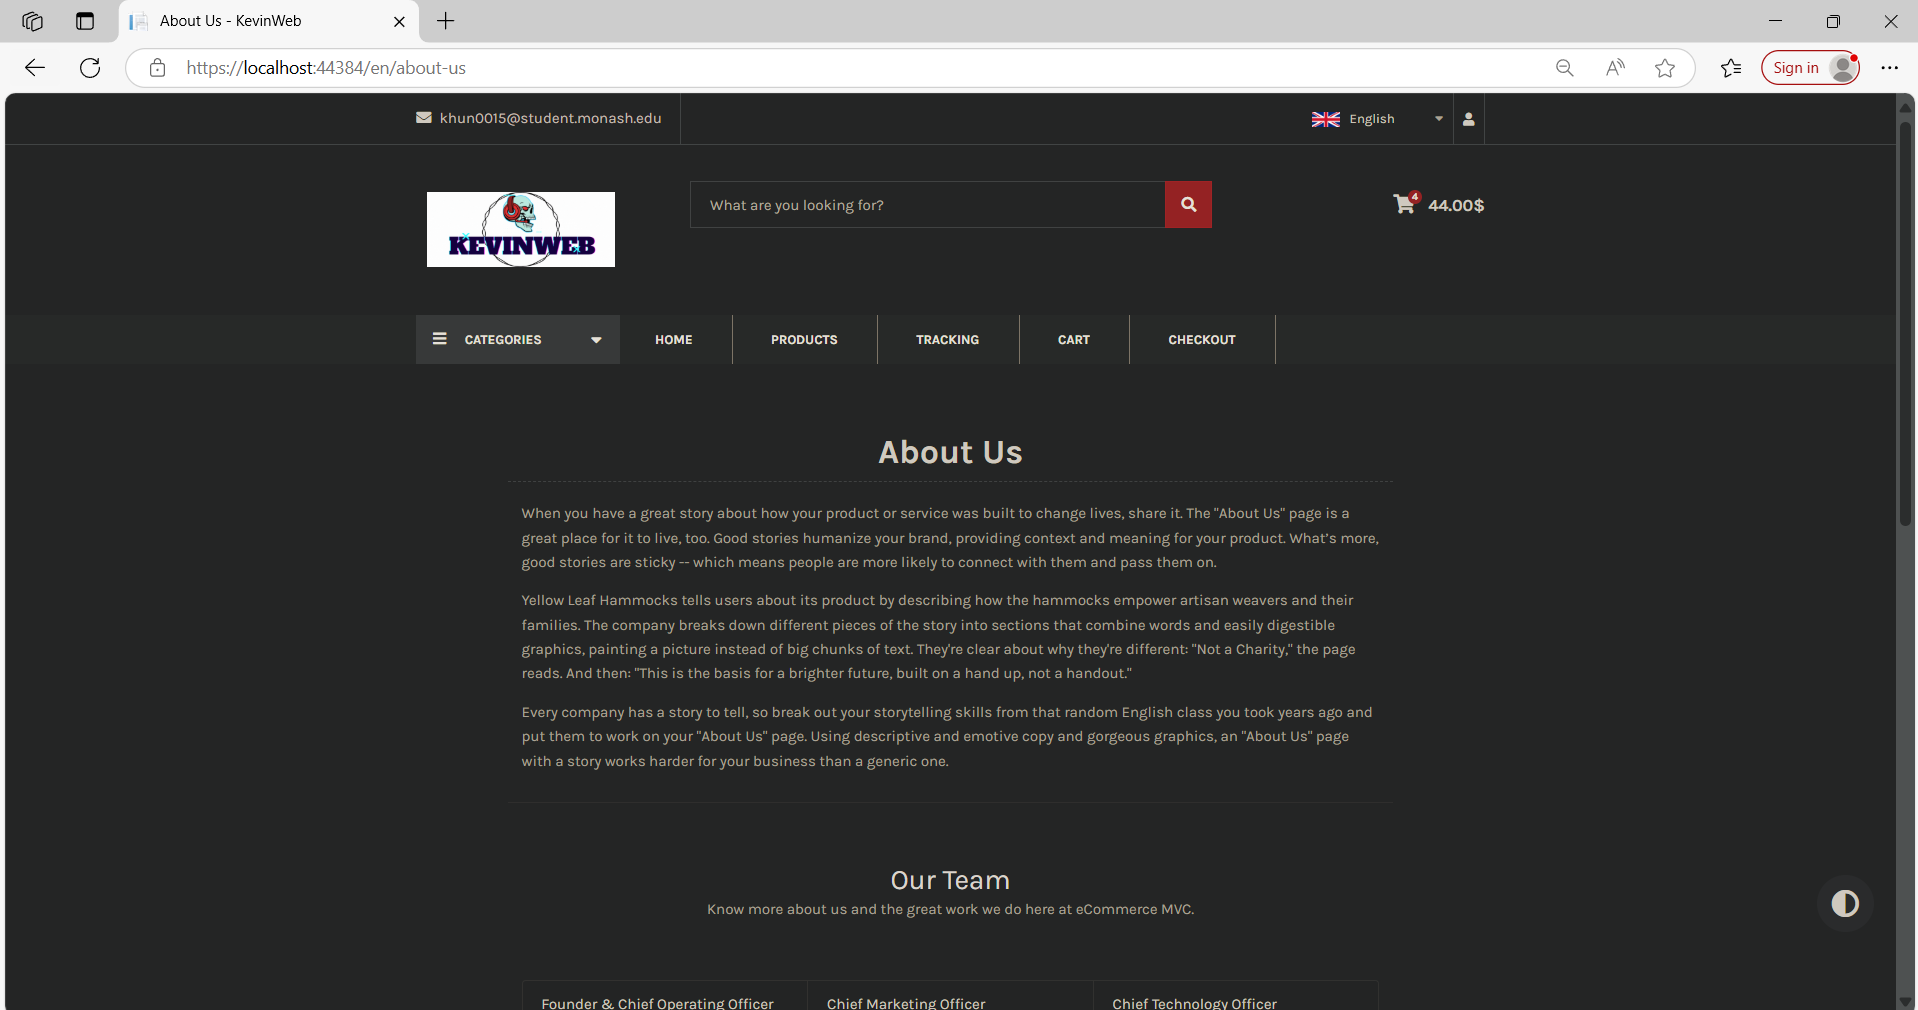 About Us - KevinWeb
https://localhost:44384/en/about-us
Sign in
khun0015@student.monash.edu
English
KEVINWEB
What are you looking for?
4
44.00$
CATEGORIES
HOME
PRODUCTS
TRACKING
CART
CHECKOUT
About Us
When you have a great story about how your product or service was built to change lives, share it. The "About Us" page is a
great place for it to live, too. Good stories humanize your brand, providing context and meaning for your product. What's more,
good stories are sticky -- which means people are more likely to connect with them and pass them on.
Yellow Leaf Hammocks tells users about its product by describing how the hammocks empower artisan weavers and their
families. The company breaks down different pieces of the story into sections that combine words and easily digestible
graphics, painting a picture instead of big chunks of text. They're clear about why they're different: "Not a Charity," the page
reads. And then: "This is the basis for a brighter future, built on a hand up, not a handout."
Every company has a story to tell, so break out your storytelling skills from that random English class you took years ago and
put them to work on your "About Us" page. Using descriptive and emotive copy and gorgeous graphics, an "About Us" page
with a story works harder for your business than a generic one.
Our Team
Know more about us and the great work we do here at eCommerce MVC.
Founder & Chief Operating Officer
Chief Marketing Officer
Chief Technology Officer